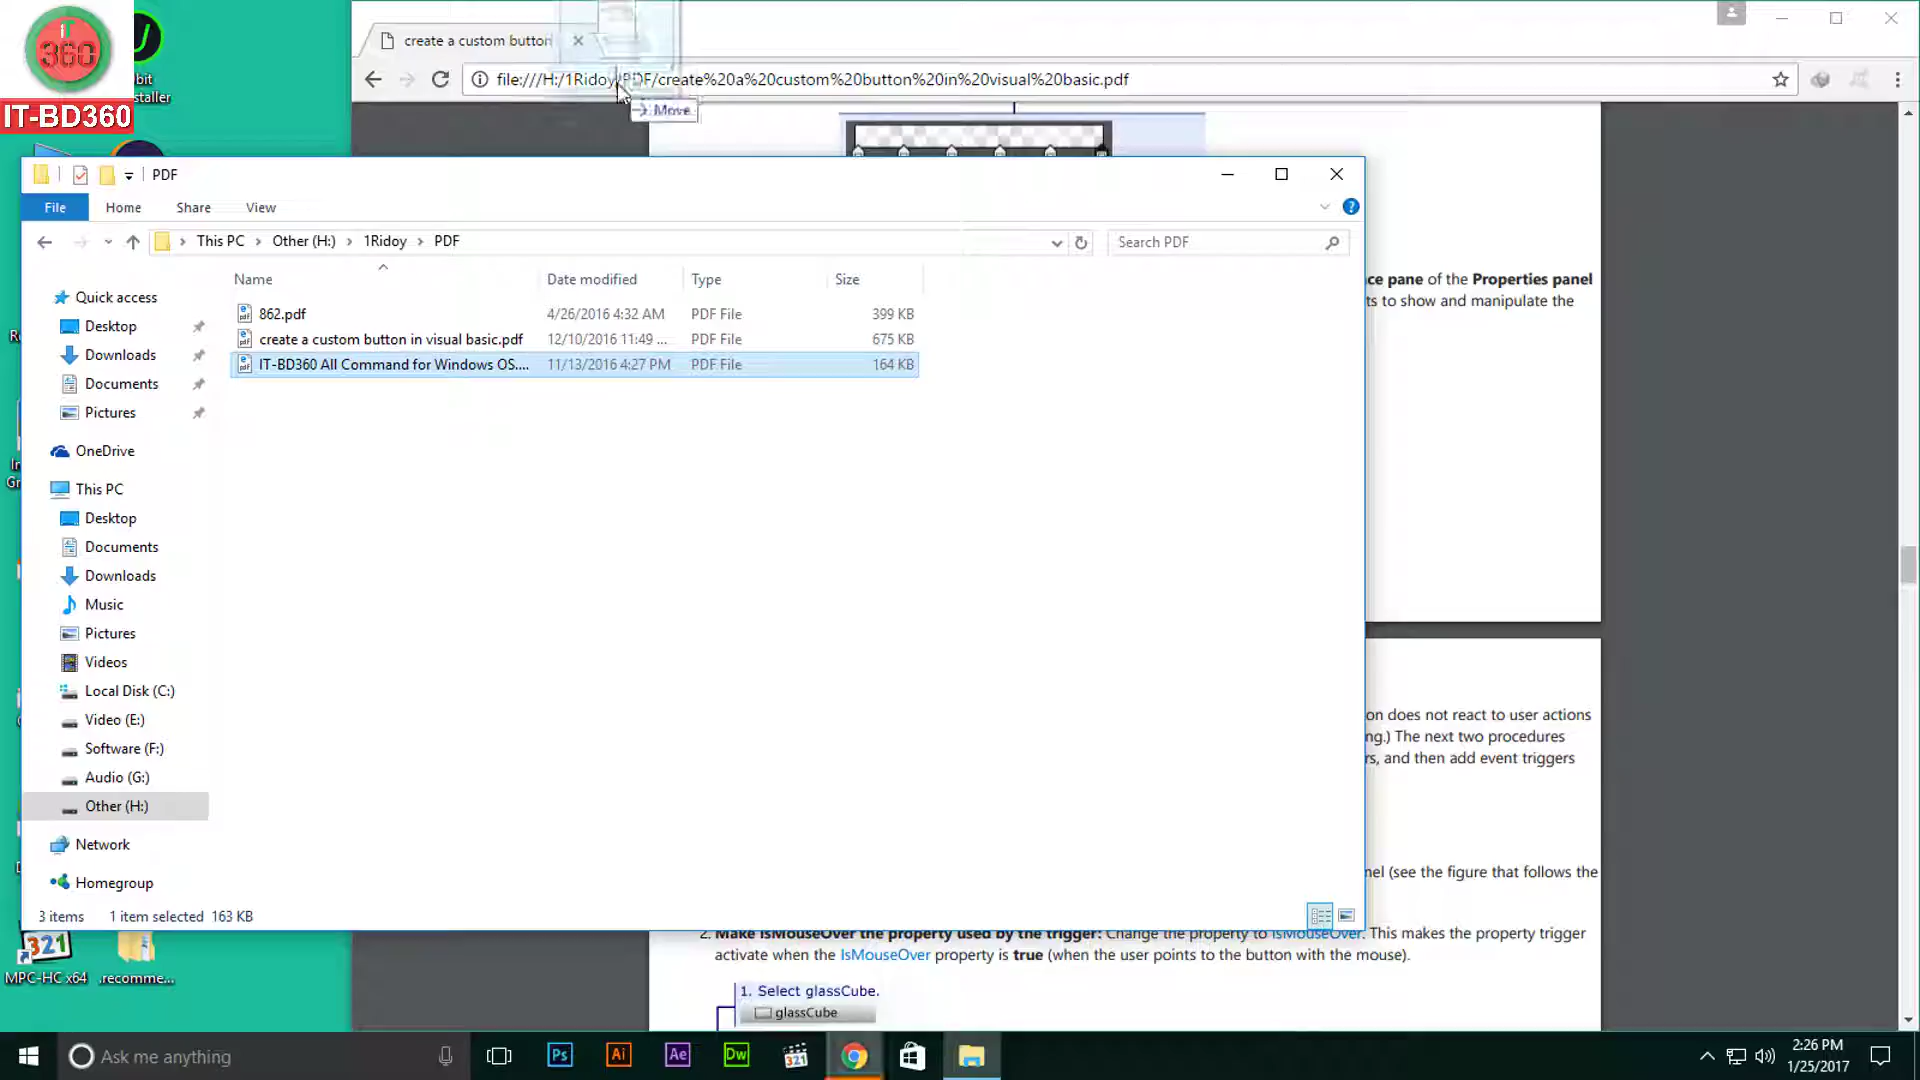 iT
360
IT-BD360
bit
staller
create a custom button
file:///H:/1Ridoy/PDF/create%20a%20custom%20button%20in%20visual%20basic.pdf
Move
PDF
File Home Share View
This PC Other (H:) 1Ridoy PDF
Search PDF
Name Date modified Type Size
862.pdf 4/26/2016 4:32 AM PDF File 399 KB
create a custom button in visual basic.pdf 12/10/2016 11:49 ... PDF File 675 KB
IT-BD360 All Command for Windows OS.... 11/13/2016 4:27 PM PDF File 164 KB
Quick access
Desktop
Downloads
Documents
Pictures
OneDrive
This PC
Desktop
Documents
Downloads
Music
Pictures
Videos
Local Disk (C:)
Video (E:)
Software (F:)
Audio (G:)
Other (H:)
Network
Homegroup
3 items 1 item selected 163 KB
ce pane of the Properties panel
ts to show and manipulate the
on does not react to user actions
ng.) The next two procedures
rs, and then add event triggers
nel (see the figure that follows the
2. Make IsMouseOver the property used by the trigger: Change the property to IsMouseOver. This makes the property trigger
activate when the IsMouseOver property is true (when the user points to the button with the mouse).
1. Select glassCube.
glassCube
321
MPC-HC x64
.recomme...
Ask me anything
Ps
Ai
Ae
Dw
321
2:26 PM
1/25/2017